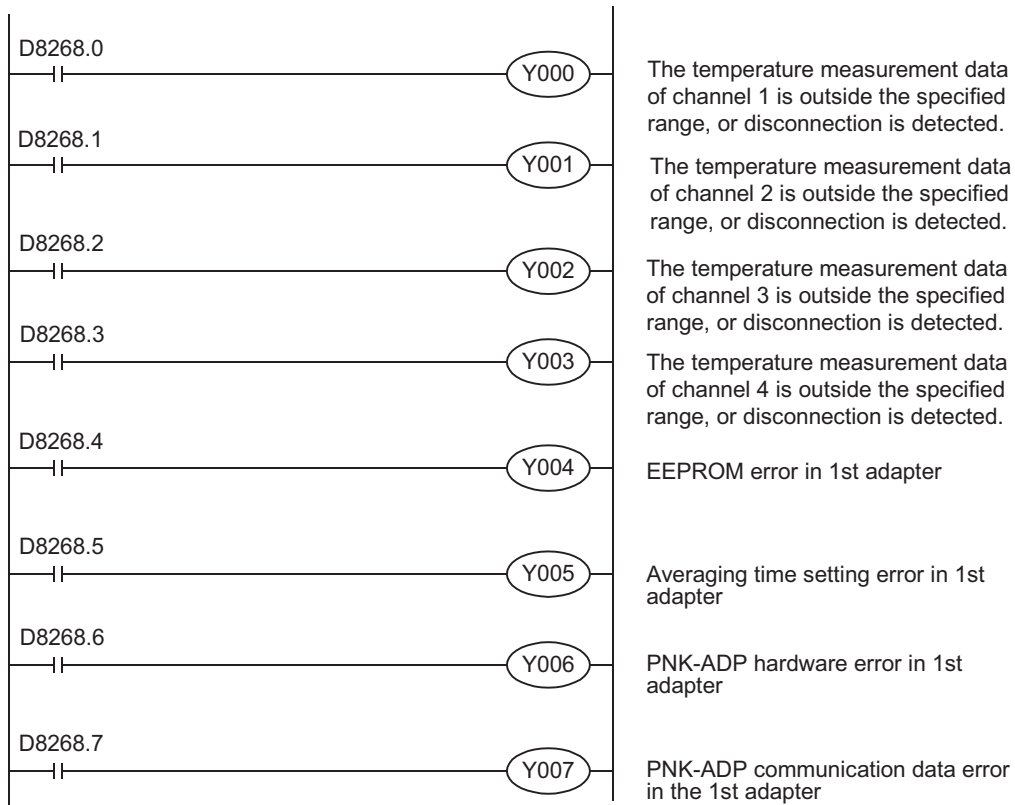 D8268.0
Y000
The temperature measurement data
of channel 1 is outside the specified
range, or disconnection is detected.
D8268.1
Y001
The temperature measurement data
of channel 2 is outside the specified
range, or disconnection is detected.
D8268.2
Y002
The temperature measurement data
of channel 3 is outside the specified
range, or disconnection is detected.
D8268.3
Y003
The temperature measurement data
of channel 4 is outside the specified
range, or disconnection is detected.
D8268.4
Y004
EEPROM error in 1st adapter
D8268.5
Y005
Averaging time setting error in 1st
adapter
D8268.6
Y006
PNK-ADP hardware error in 1st
adapter
D8268.7
Y007
PNK-ADP communication data error
in the 1st adapter